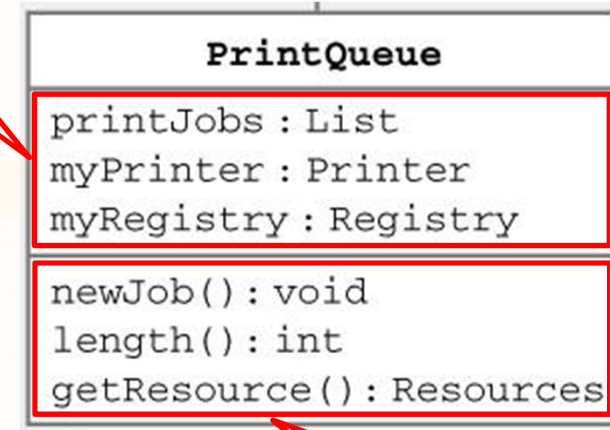 PrintQueue
printJobs : List
myPrinter : Printer
myRegistry : Registry
newJob() : void
length() : int
getResource() : Resources